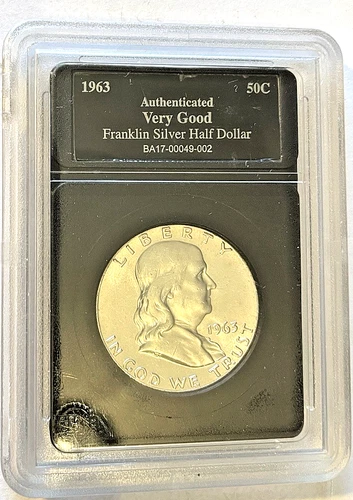 1963 50C
Authenticated
Very Good
Franklin Silver Half Dollar
BA17-00049-002
LIBERTY
1963
IN GOD WE TRUST